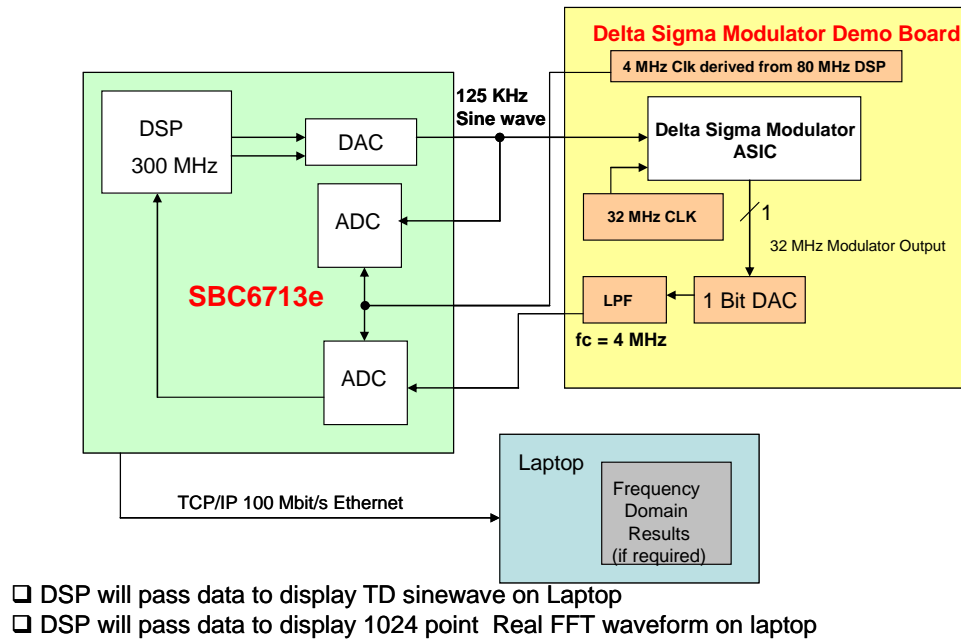 Delta Sigma Modulator Demo Board
4 MHz Clk derived from 80 MHz DSP
125 KHz
Sine wave
DSP
300 MHz
DAC
Delta Sigma Modulator
ASIC
ADC
32 MHz CLK
1
32 MHz Modulator Output
SBC6713e
LPF
1 Bit DAC
fc = 4 MHz
ADC
Laptop
Frequency
Domain
Results
(if required)
TCP/IP 100 Mbit/s Ethernet
❑ DSP will pass data to display TD sinewave on Laptop
❑ DSP will pass data to display 1024 point  Real FFT waveform on laptop